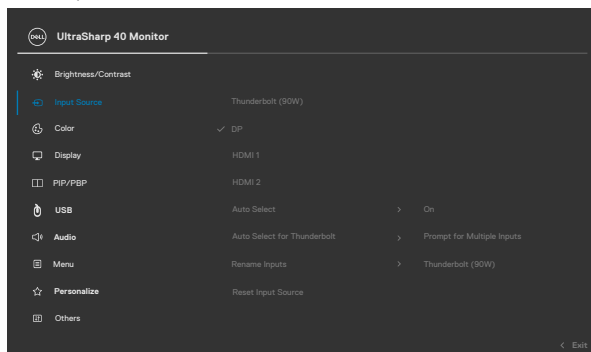 DELL UltraSharp 40 Monitor
Brightness/Contrast
Input Source Thunderbolt (90W)
Color DP
Display HDMI 1
PIP/PBP HDMI 2
USB Auto Select > On
Audio Auto Select for Thunderbolt > Prompt for Multiple Inputs
Menu Rename Inputs > Thunderbolt (90W)
Personalize Reset Input Source
Others
< Exit